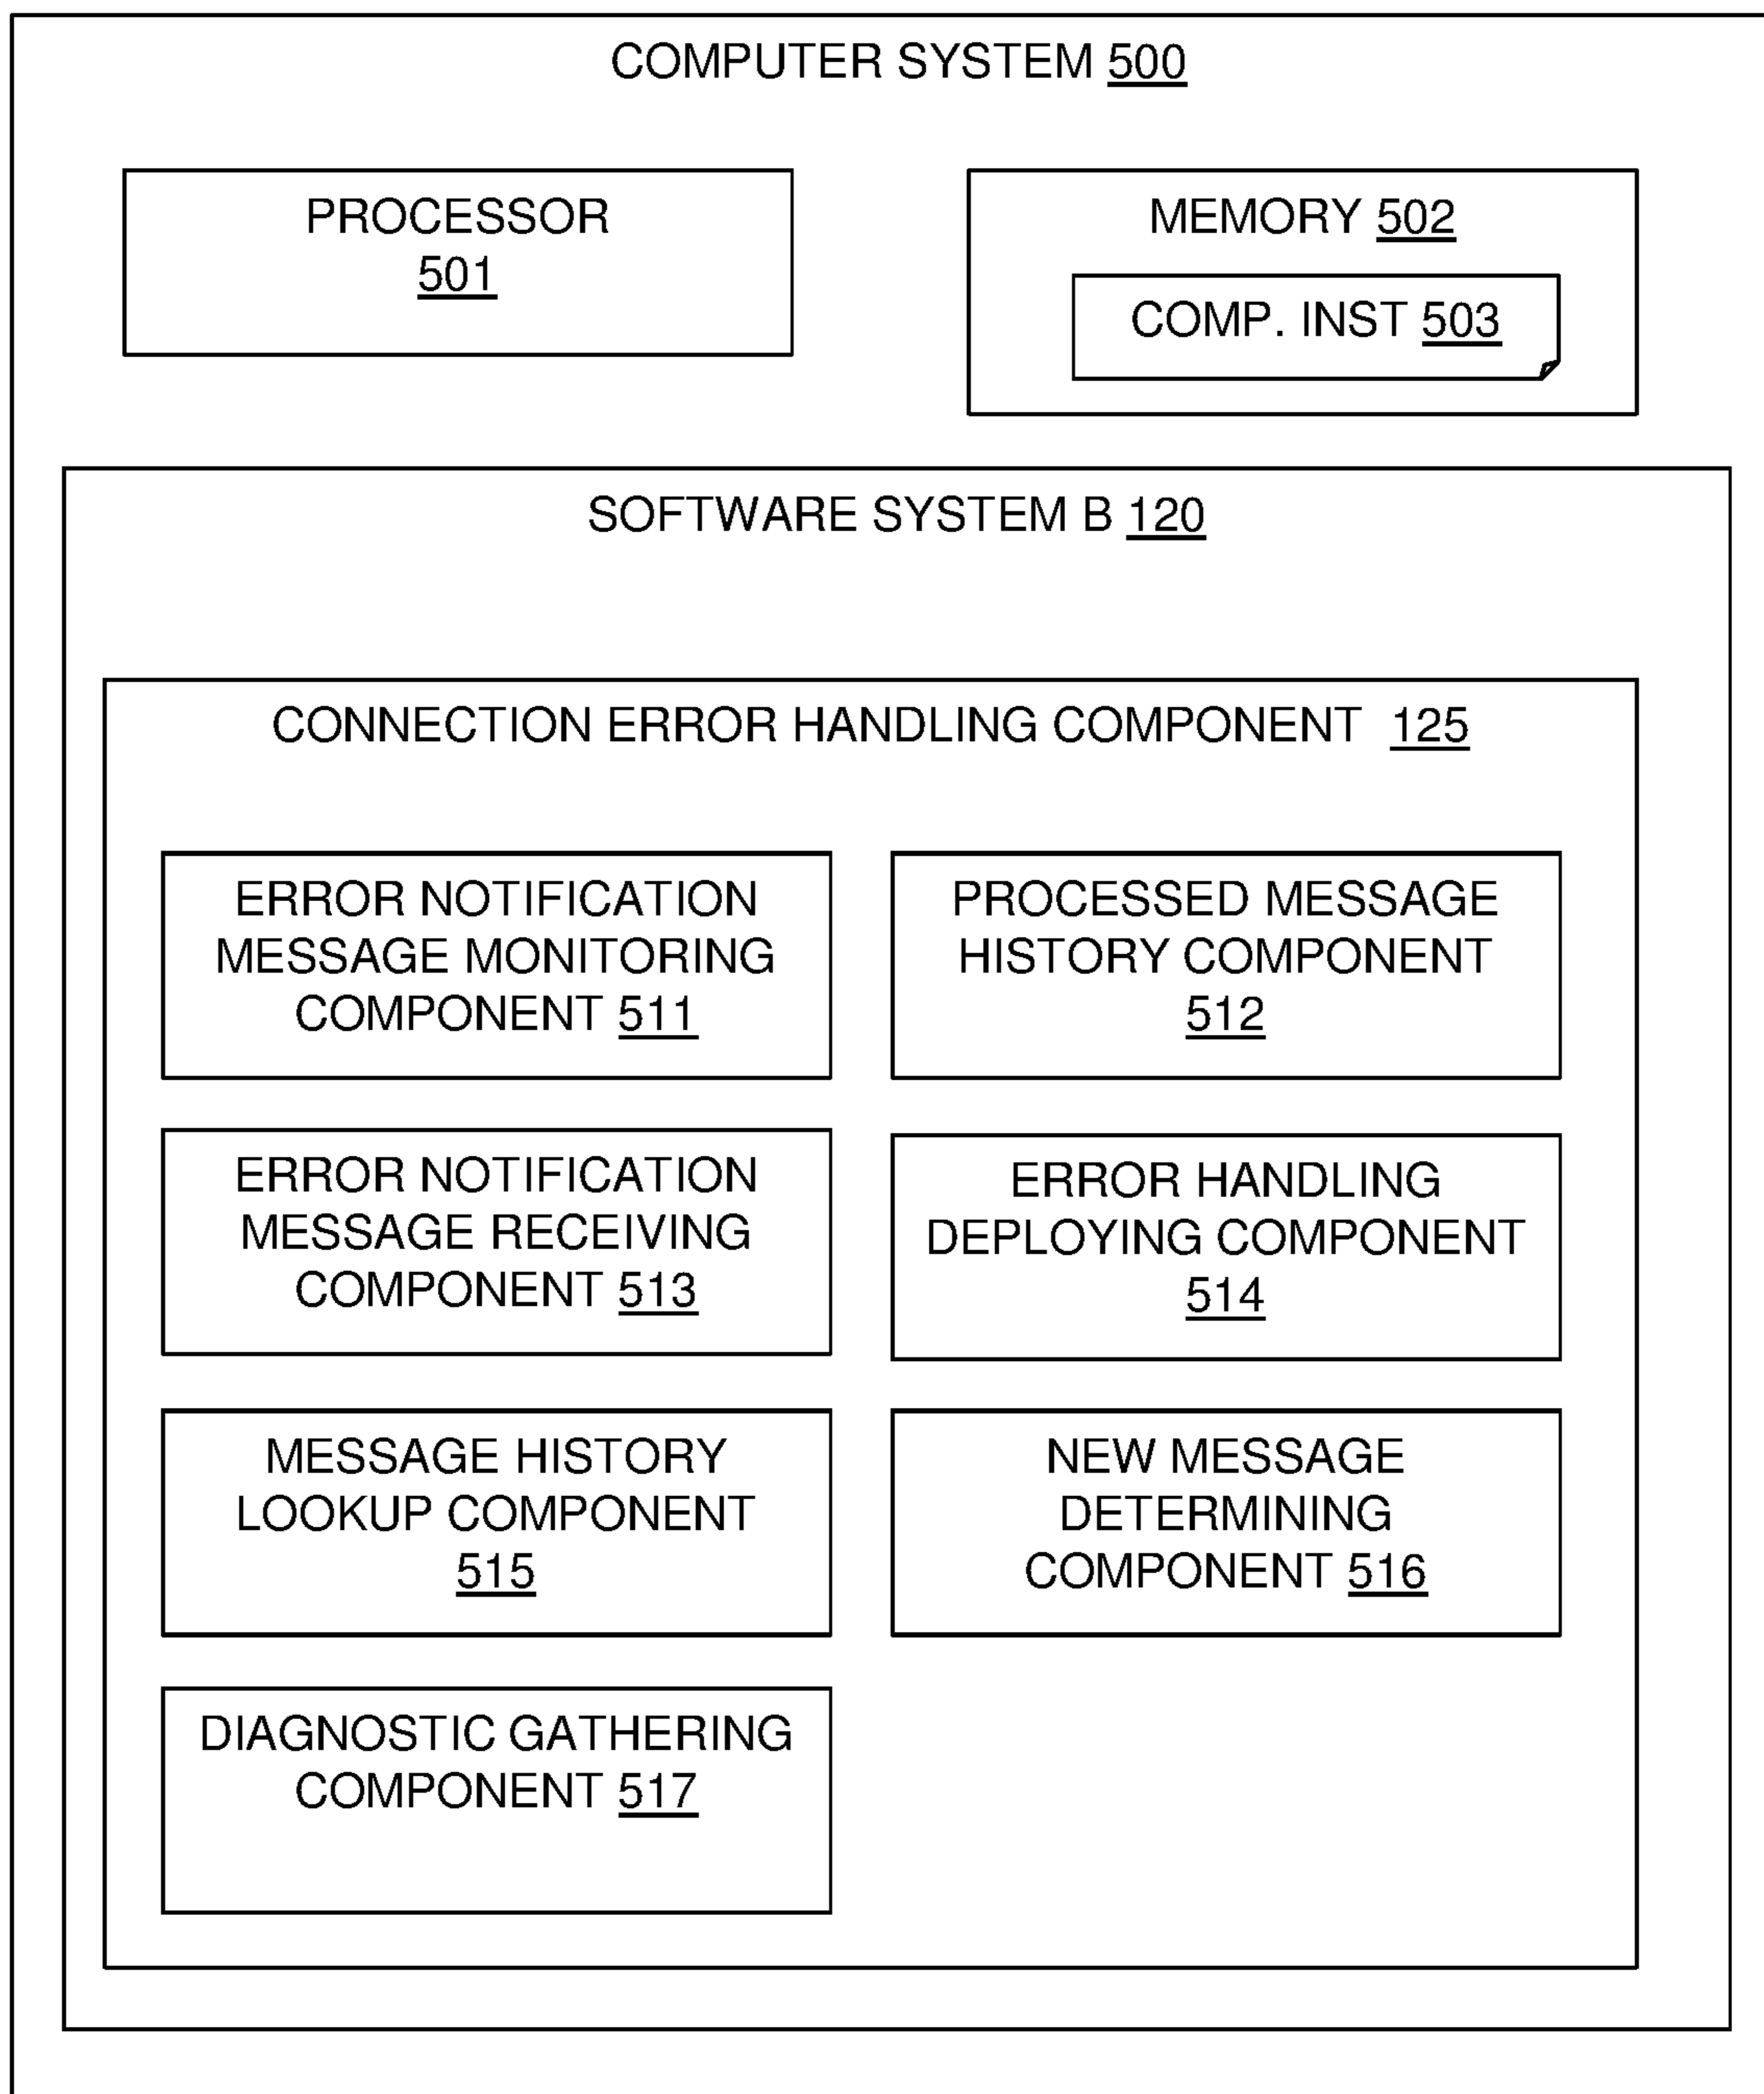 COMPUTER SYSTEM 500
PROCESSOR
501
MEMORY 502
COMP. INST 503
SOFTWARE SYSTEM B 120
CONNECTION ERROR HANDLING COMPONENT 125
ERROR NOTIFICATION
MESSAGE MONITORING
COMPONENT 511
PROCESSED MESSAGE
HISTORY COMPONENT
512
ERROR NOTIFICATION
MESSAGE RECEIVING
COMPONENT 513
ERROR HANDLING
DEPLOYING COMPONENT
514
MESSAGE HISTORY
LOOKUP COMPONENT
515
NEW MESSAGE
DETERMINING
COMPONENT 516
DIAGNOSTIC GATHERING
COMPONENT 517